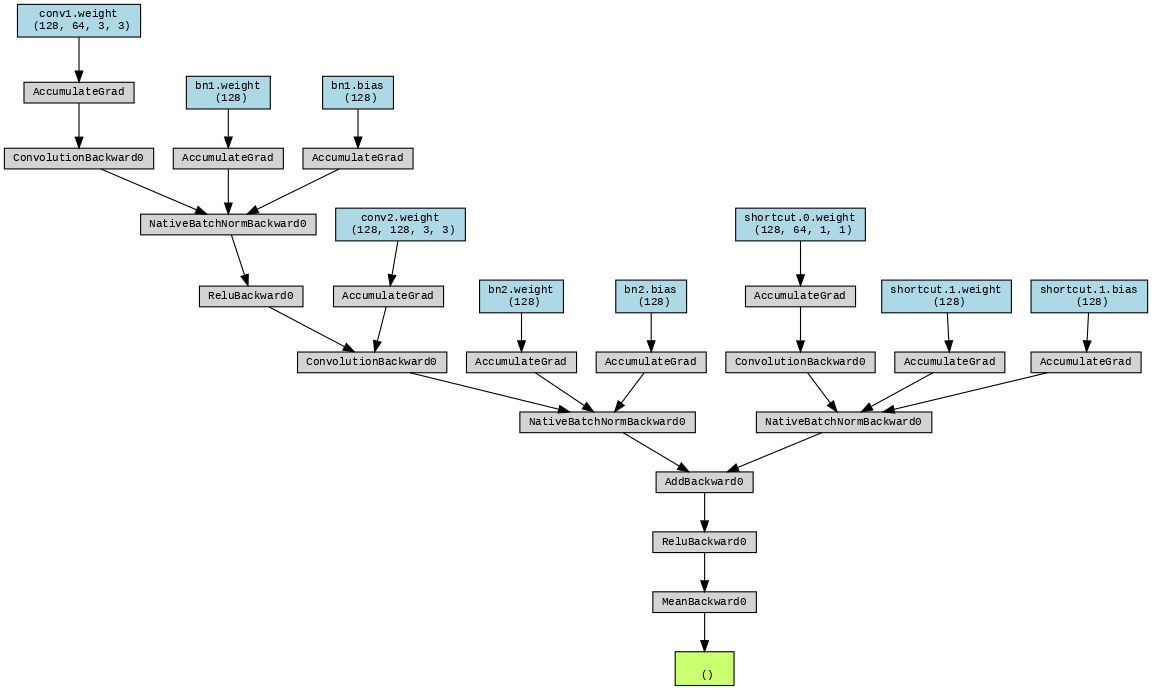 conv1.weight
(128, 64, 3, 3)
AccumulateGrad
bn1.weight
(128)
bn1.bias
(128)
ConvolutionBackward0
AccumulateGrad
AccumulateGrad
NativeBatchNormBackward0
conv2.weight
(128, 128, 3, 3)
shortcut.0.weight
(128, 64, 1, 1)
ReluBackward0
AccumulateGrad
bn2.weight
(128)
bn2.bias
(128)
AccumulateGrad
shortcut.1.weight
(128)
shortcut.1.bias
(128)
ConvolutionBackward0
AccumulateGrad
AccumulateGrad
ConvolutionBackward0
AccumulateGrad
AccumulateGrad
NativeBatchNormBackward0
NativeBatchNormBackward0
AddBackward0
ReluBackward0
MeanBackward0
()